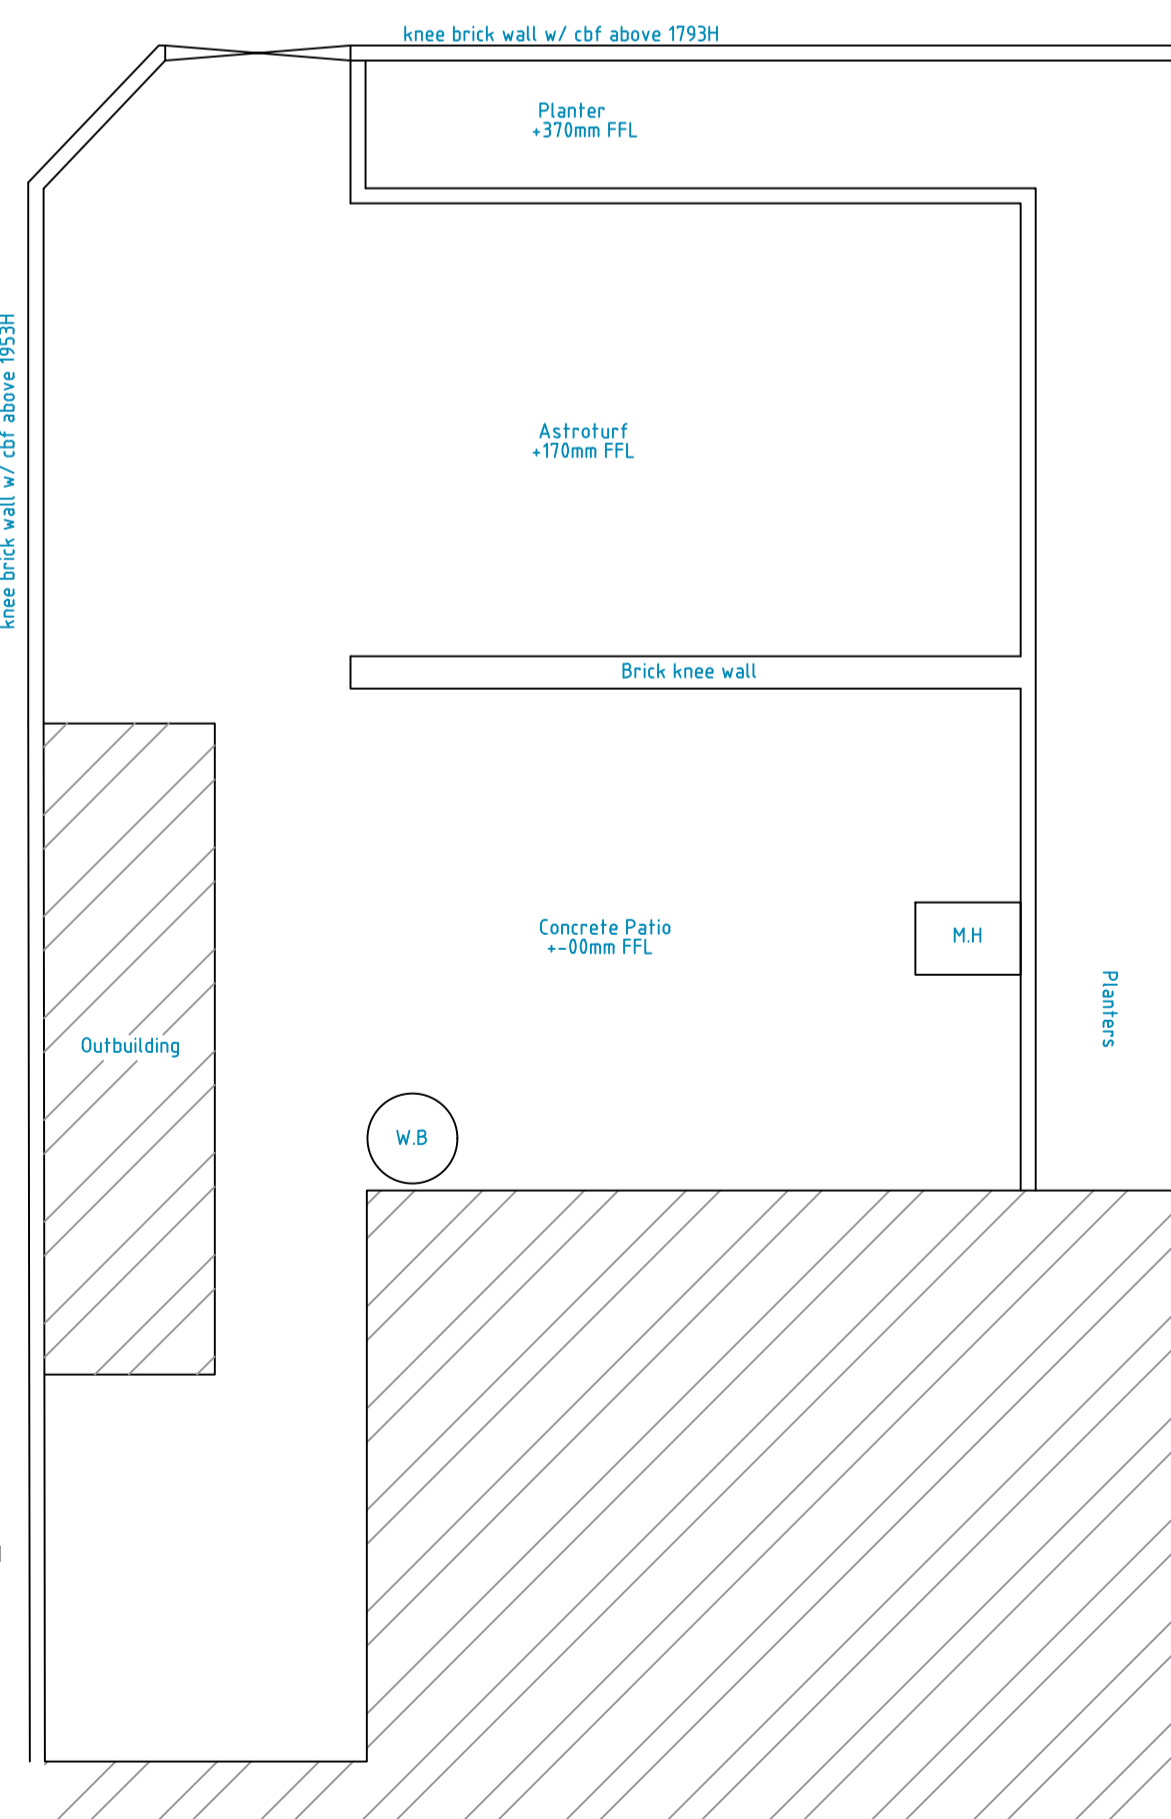 knee brick wall w/ cbf above 1793H
Planter
+370mm FFL
knee brick wall w/ cbf above 1953H
Astroturf
+170mm FFL
Brick knee wall
Concrete Patio
+-00mm FFL
M.H
Planters
Outbuilding
W.B